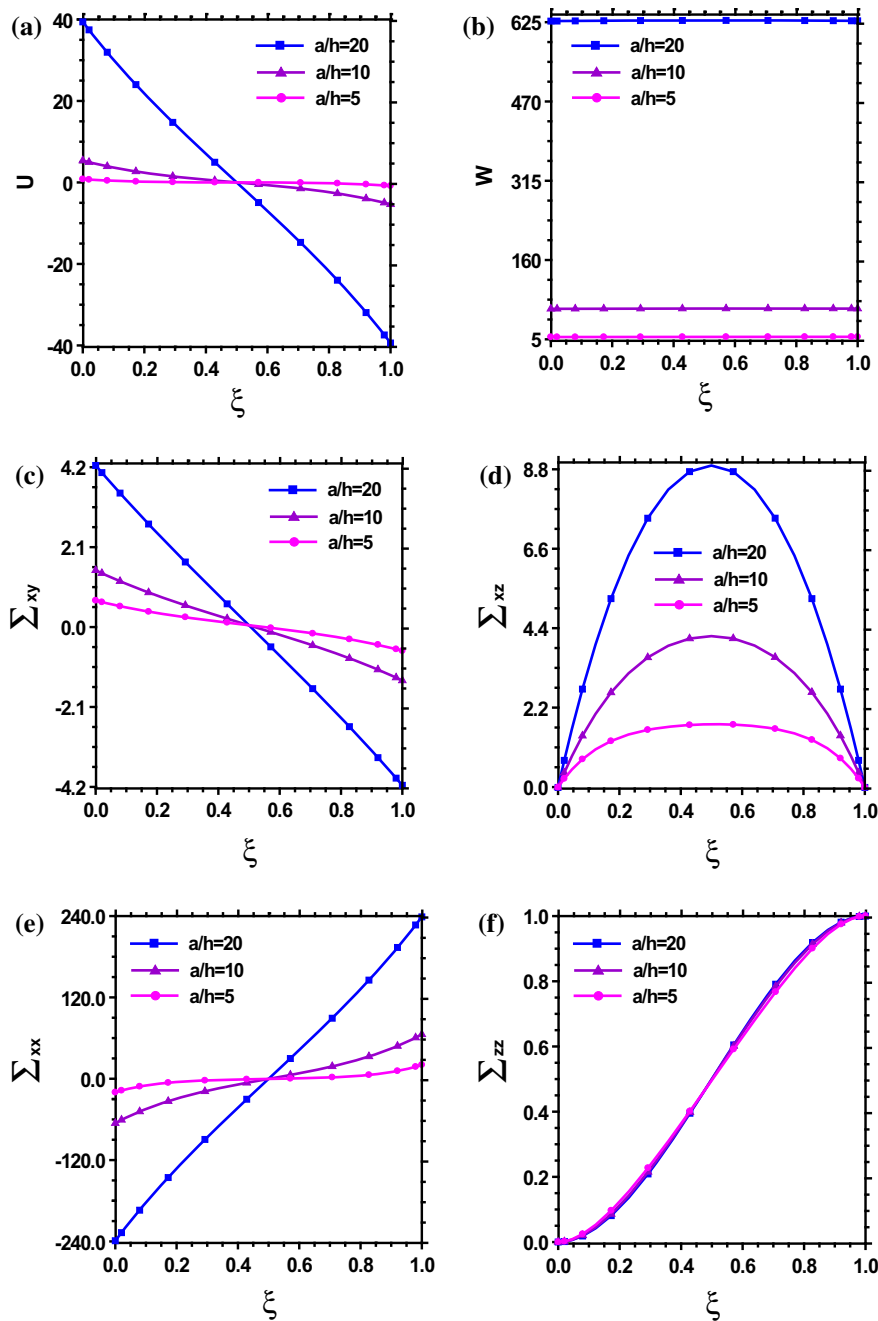 (a)
40
20
0
-20
-40
U
a/h=20
a/h=10
a/h=5
0.0 0.2 0.4 0.6 0.8 1.0
ξ
(b)
625
470
315
160
5
W
a/h=20
a/h=10
a/h=5
0.0 0.2 0.4 0.6 0.8 1.0
ξ
(c)
4.2
2.1
0.0
-2.1
-4.2
Σxy
a/h=20
a/h=10
a/h=5
0.0 0.2 0.4 0.6 0.8 1.0
ξ
(d)
8.8
6.6
4.4
2.2
0.0
Σxz
a/h=20
a/h=10
a/h=5
0.0 0.2 0.4 0.6 0.8 1.0
ξ
(e)
240.0
120.0
0.0
-120.0
-240.0
Σxx
a/h=20
a/h=10
a/h=5
0.0 0.2 0.4 0.6 0.8 1.0
ξ
(f)
1.0
0.8
0.6
0.4
0.2
0.0
Σzz
a/h=20
a/h=10
a/h=5
0.0 0.2 0.4 0.6 0.8 1.0
ξ